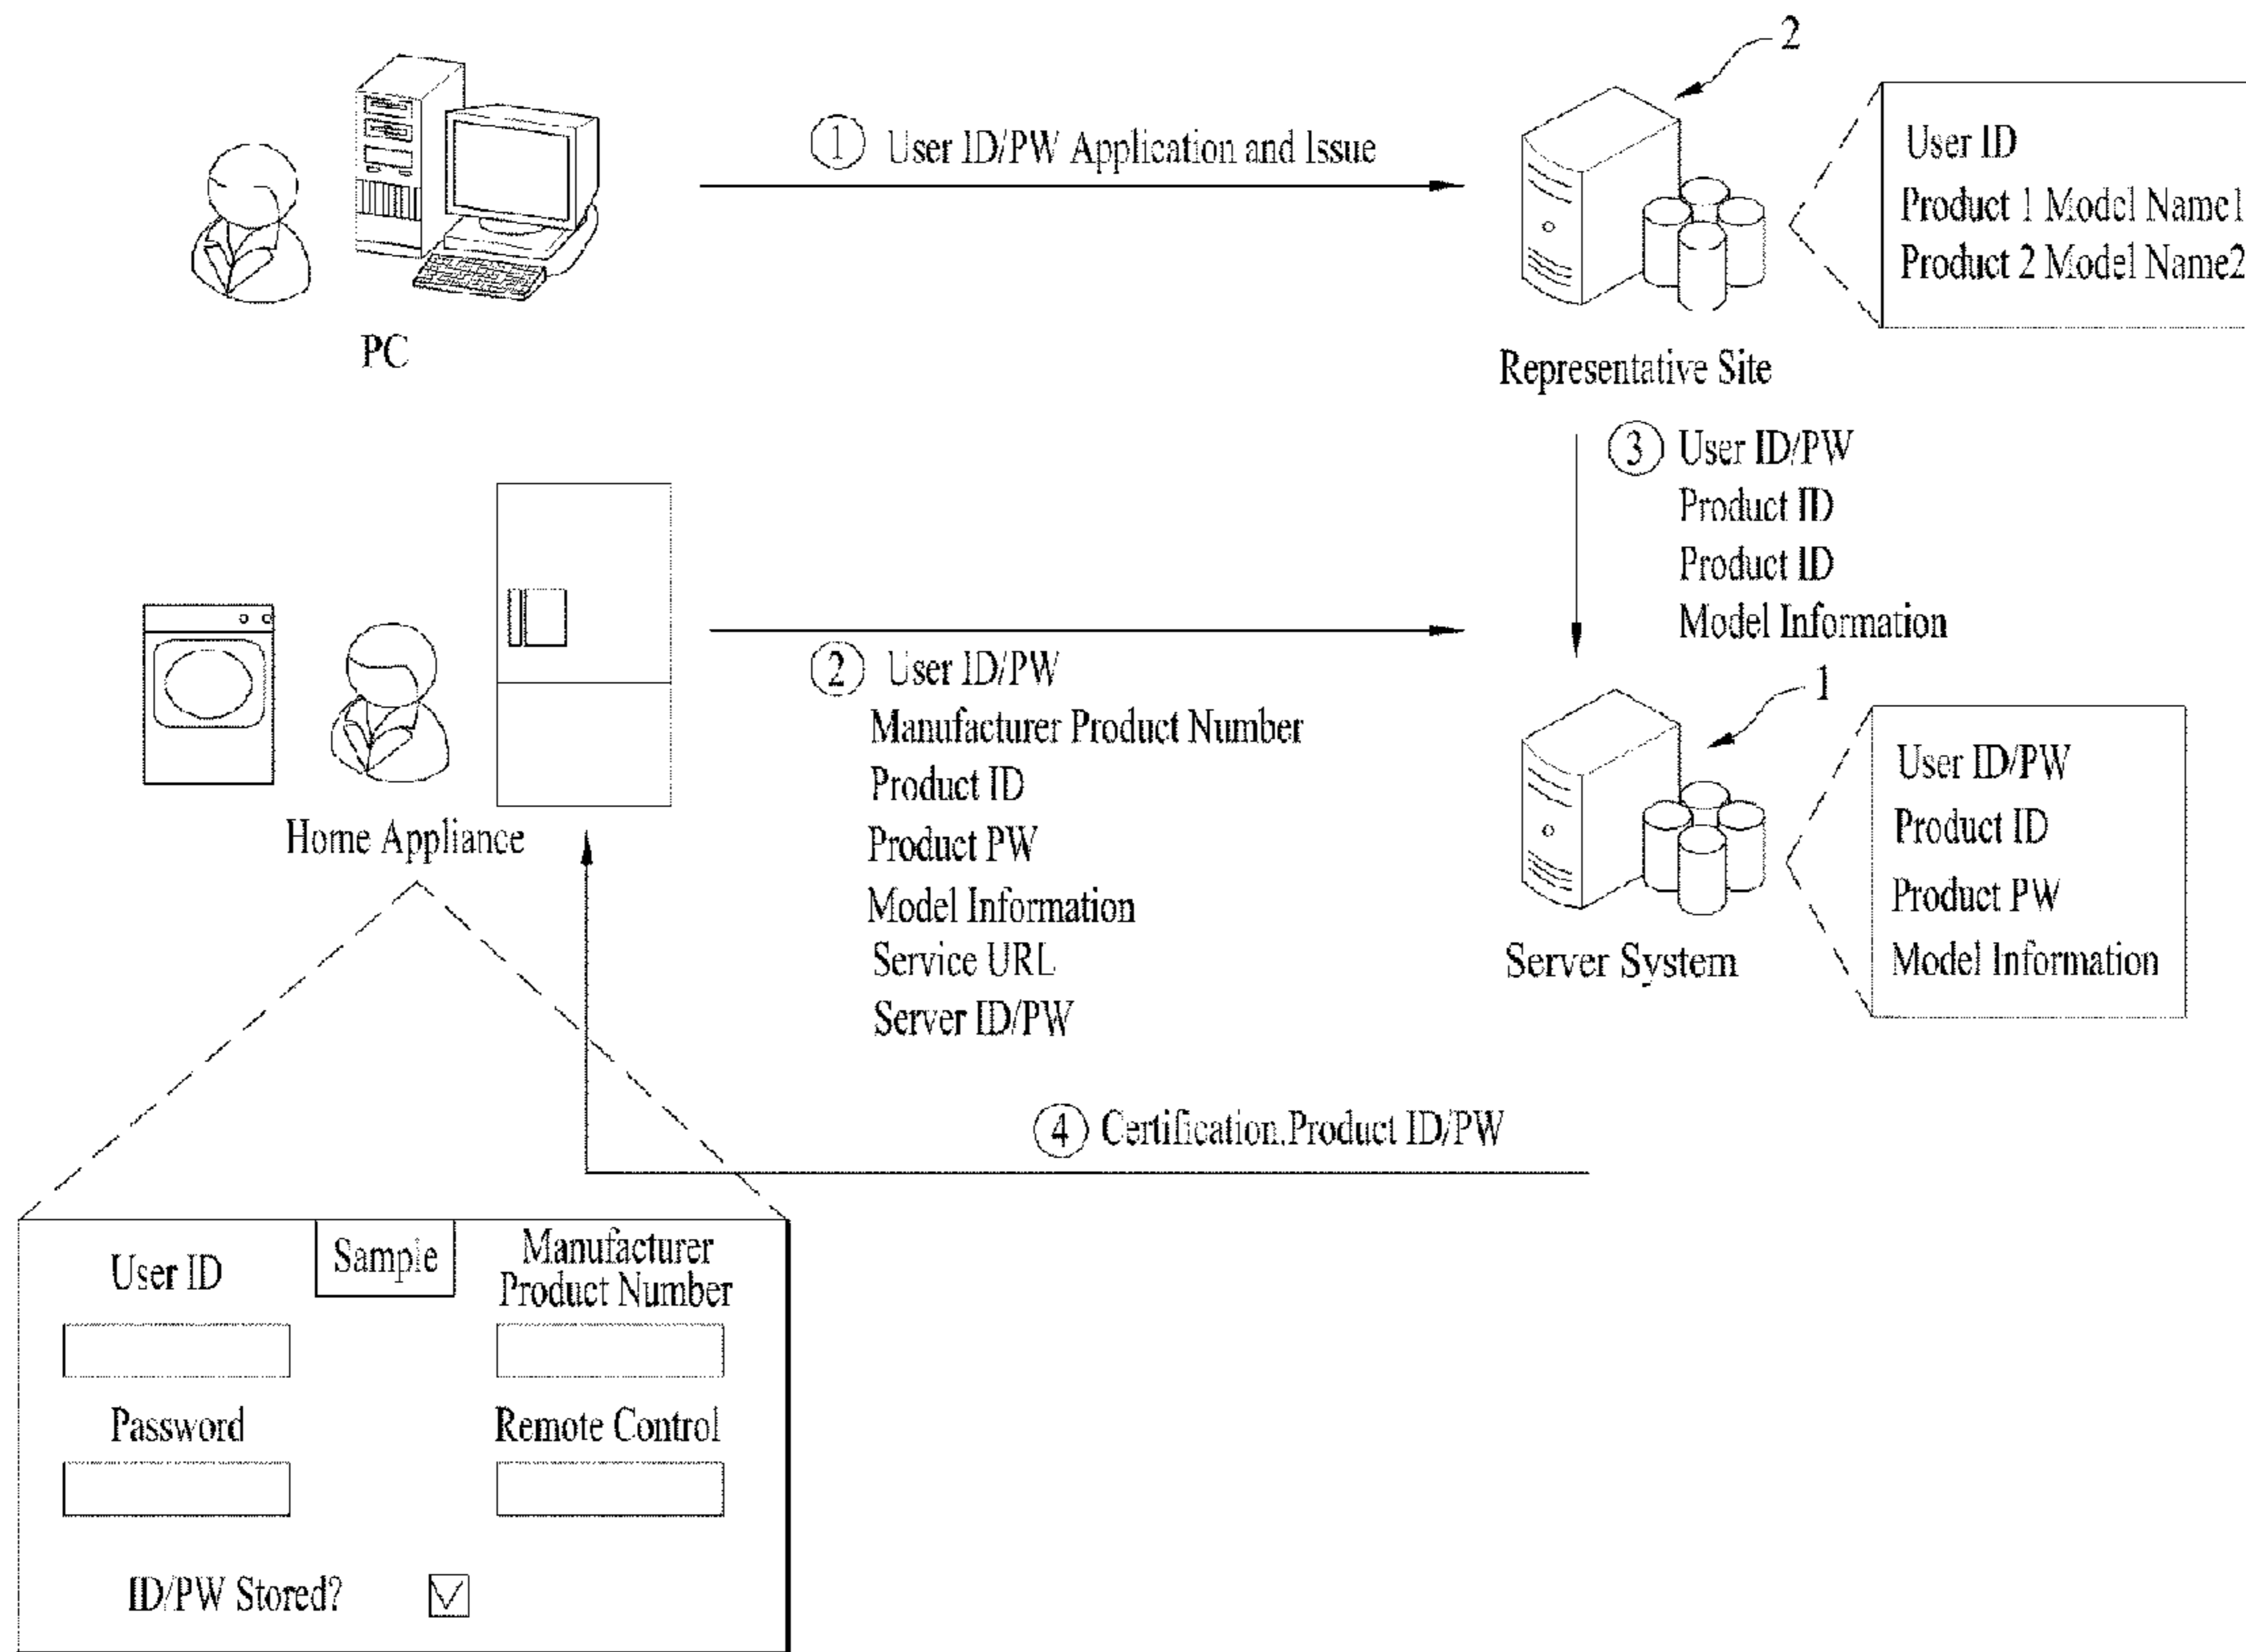 2
① User ID/PW Application and Issue
User ID
Product 1 Model Name1
Product 2 Model Name2
PC
Representative Site
③ User ID/PW
Product ID
Product ID
Model Information
② User ID/PW
Manufacturer Product Number
Product ID
Product PW
Model Information
Service URL
Server ID/PW
Home Appliance
1
User ID/PW
Product ID
Product PW
Model Information
Server System
④ Certification.Product ID/PW
User ID
Sample
Manufacturer
Product Number
Password
Remote Control
ID/PW Stored?